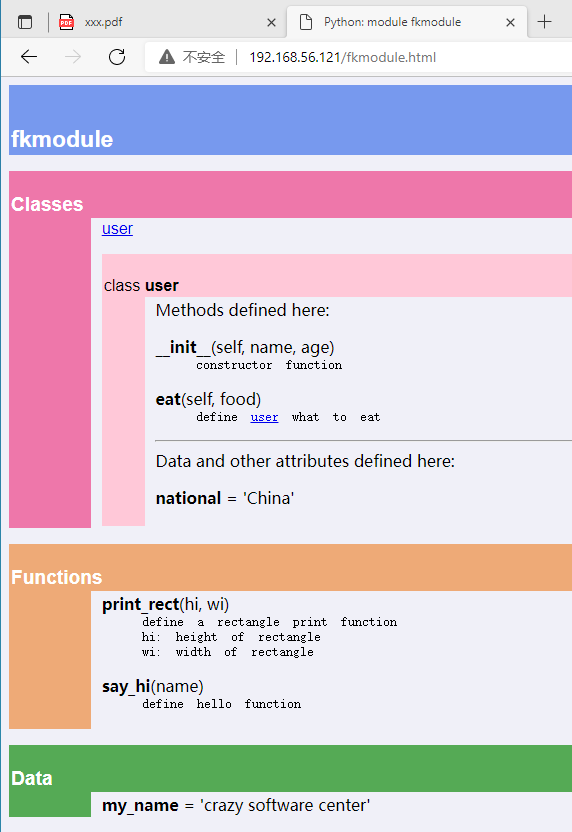 xxx.pdf
Python: module fkmodule
不安全 192.168.56.121/fkmodule.html
fkmodule
Classes
user
class user
Methods defined here:
__init__(self, name, age)
constructor function
eat(self, food)
define user what to eat
Data and other attributes defined here:
national = 'China'
Functions
print_rect(hi, wi)
define a rectangle print function
hi: height of rectangle
wi: width of rectangle
say_hi(name)
define hello function
Data
my_name = 'crazy software center'